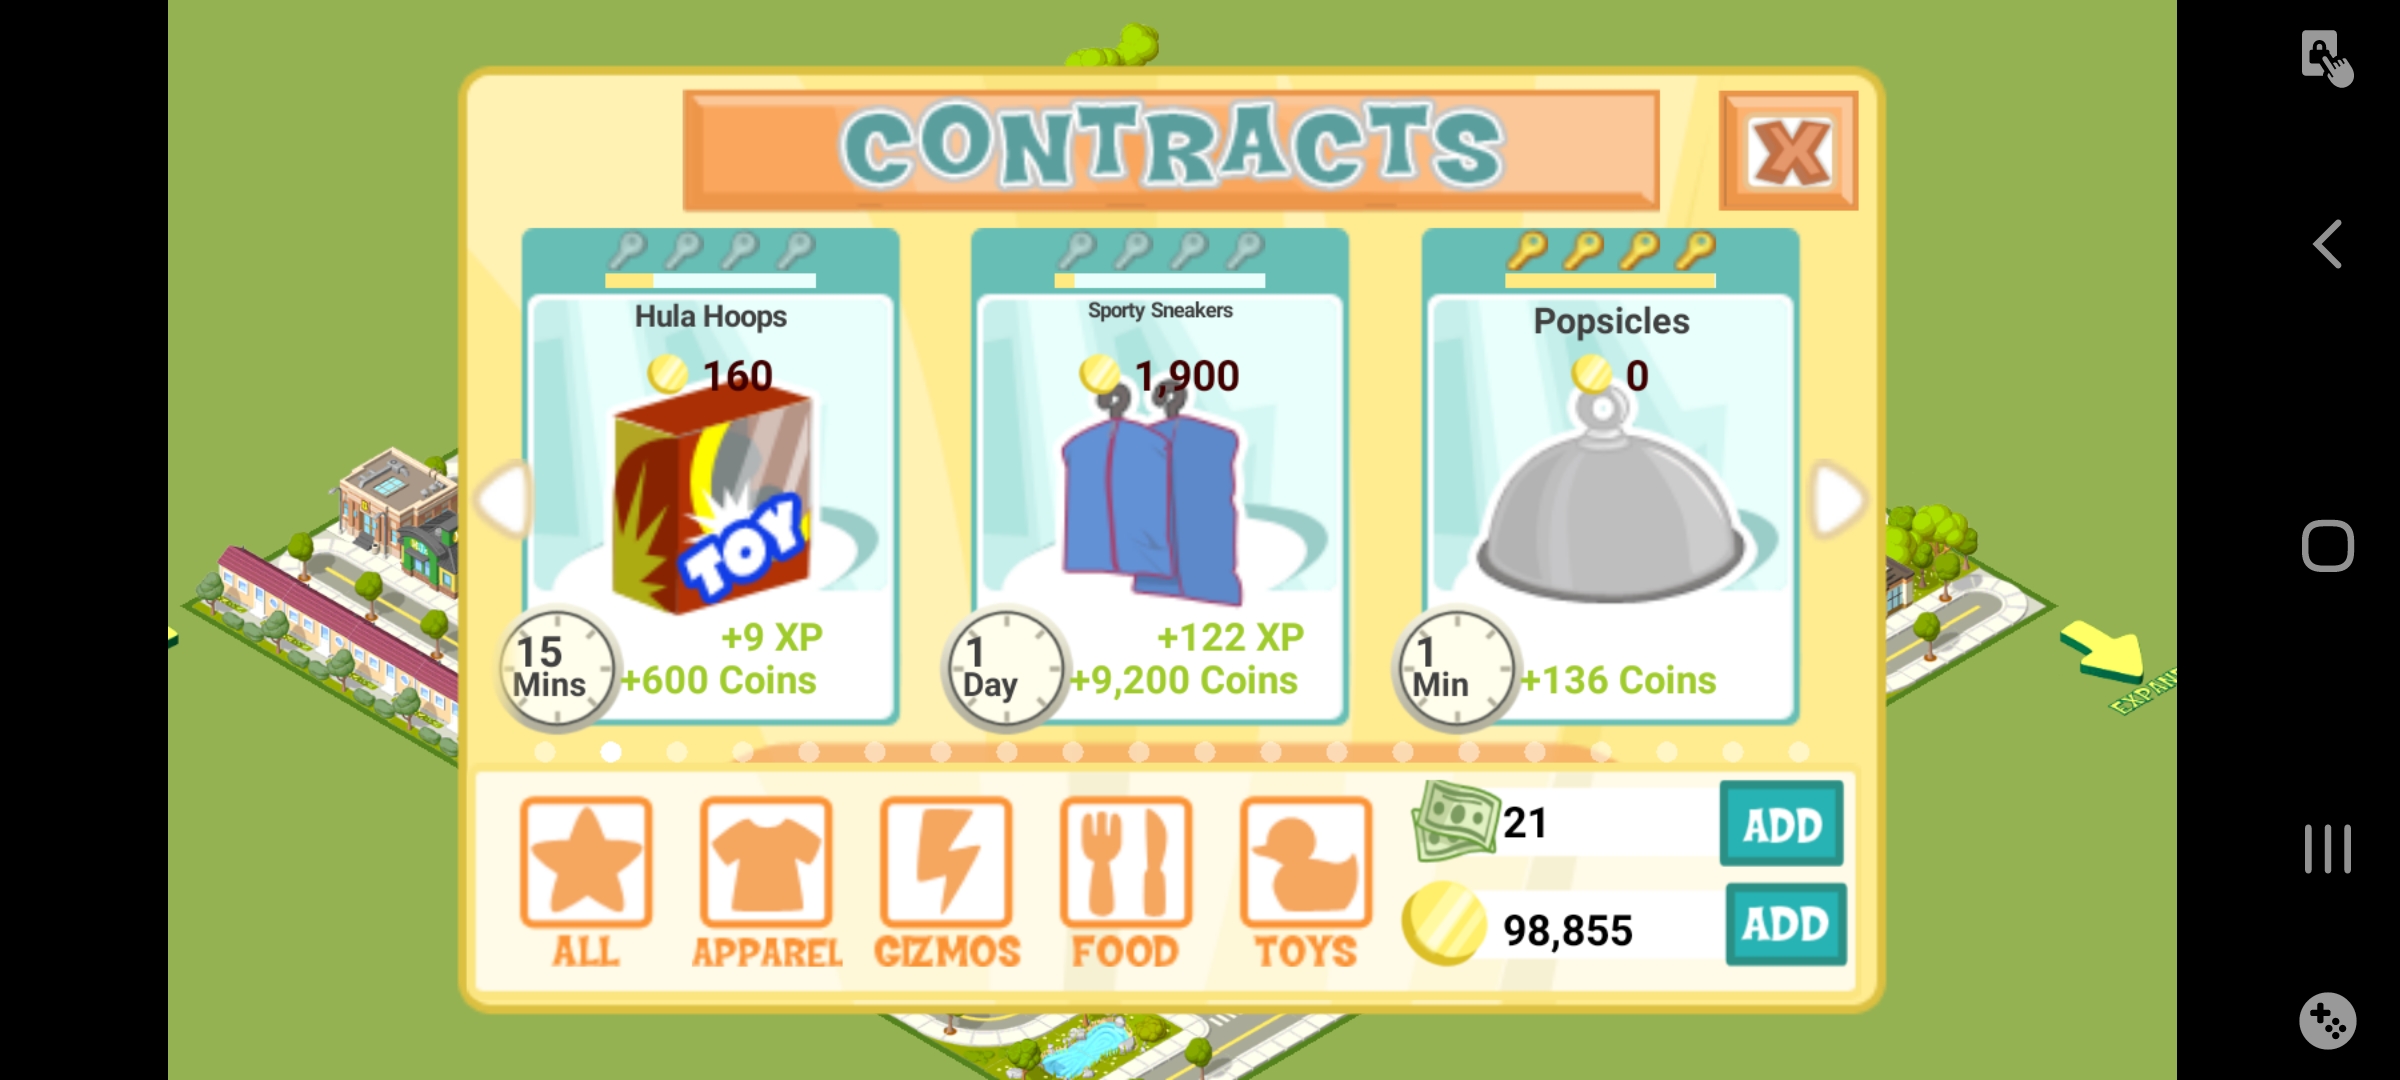 CONTRACTS
X
Hula Hoops
160
TOY
15
Mins
+9 XP
+600 Coins
Sporty Sneakers
1,900
1
Day
+122 XP
+9,200 Coins
Popsicles
0
1
Min
+136 Coins
EXPAN
ALL
APPAREL
GIZMOS
FOOD
TOYS
21
ADD
98,855
ADD